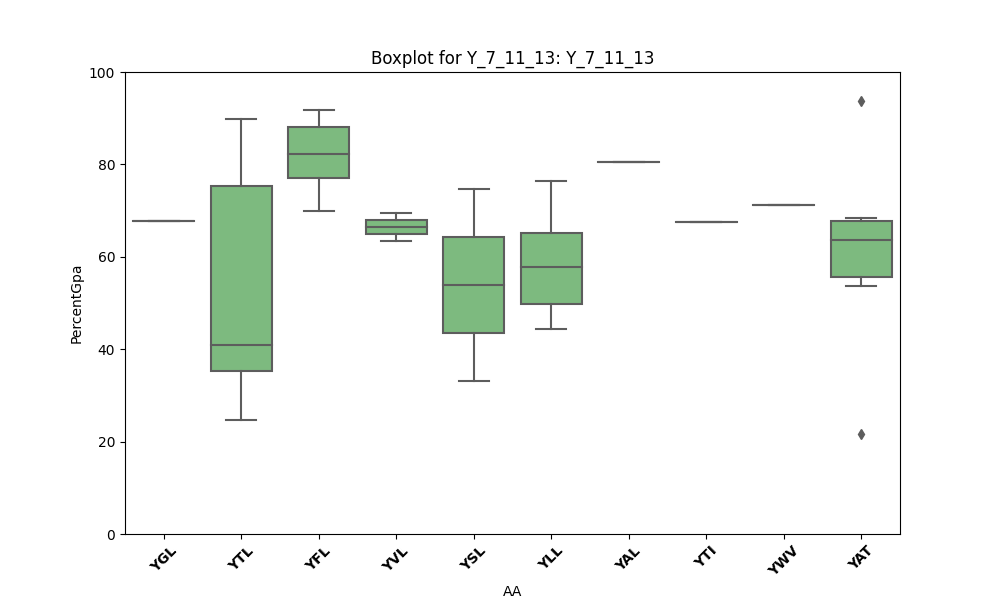 Boxplot for Y_7_11_13: Y_7_11_13
100
80
60
40
20
0
PercentGpa
YGL
YTL
YFL
YVL
YSL
YLL
YAL
YTI
YWV
YAT
AA